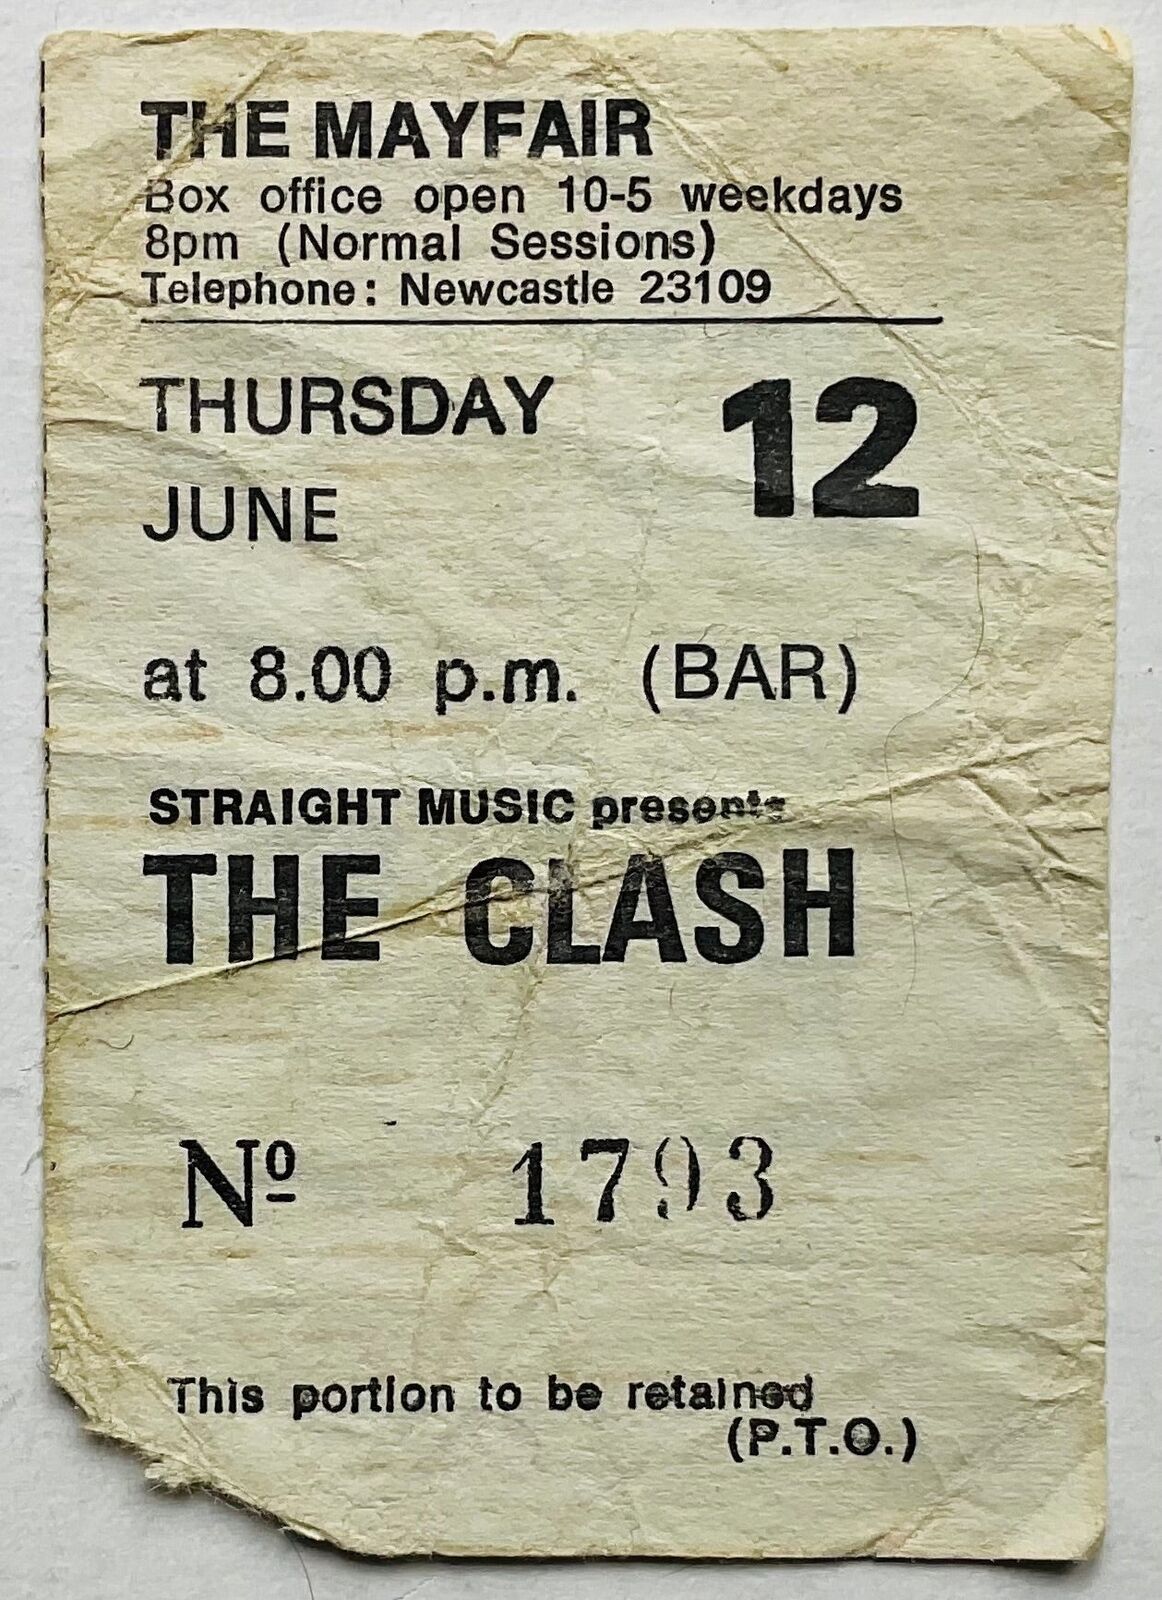 THE MAYFAIR
Box office open 10-5 weekdays
8pm (Normal Sessions)
Telephone: Newcastle 23109
THURSDAY 12
JUNE
at 8.00 p.m. (BAR)
STRAIGHT MUSIC presents
THE CLASH
Nº 1793
This portion to be retained
(P.T.O.)